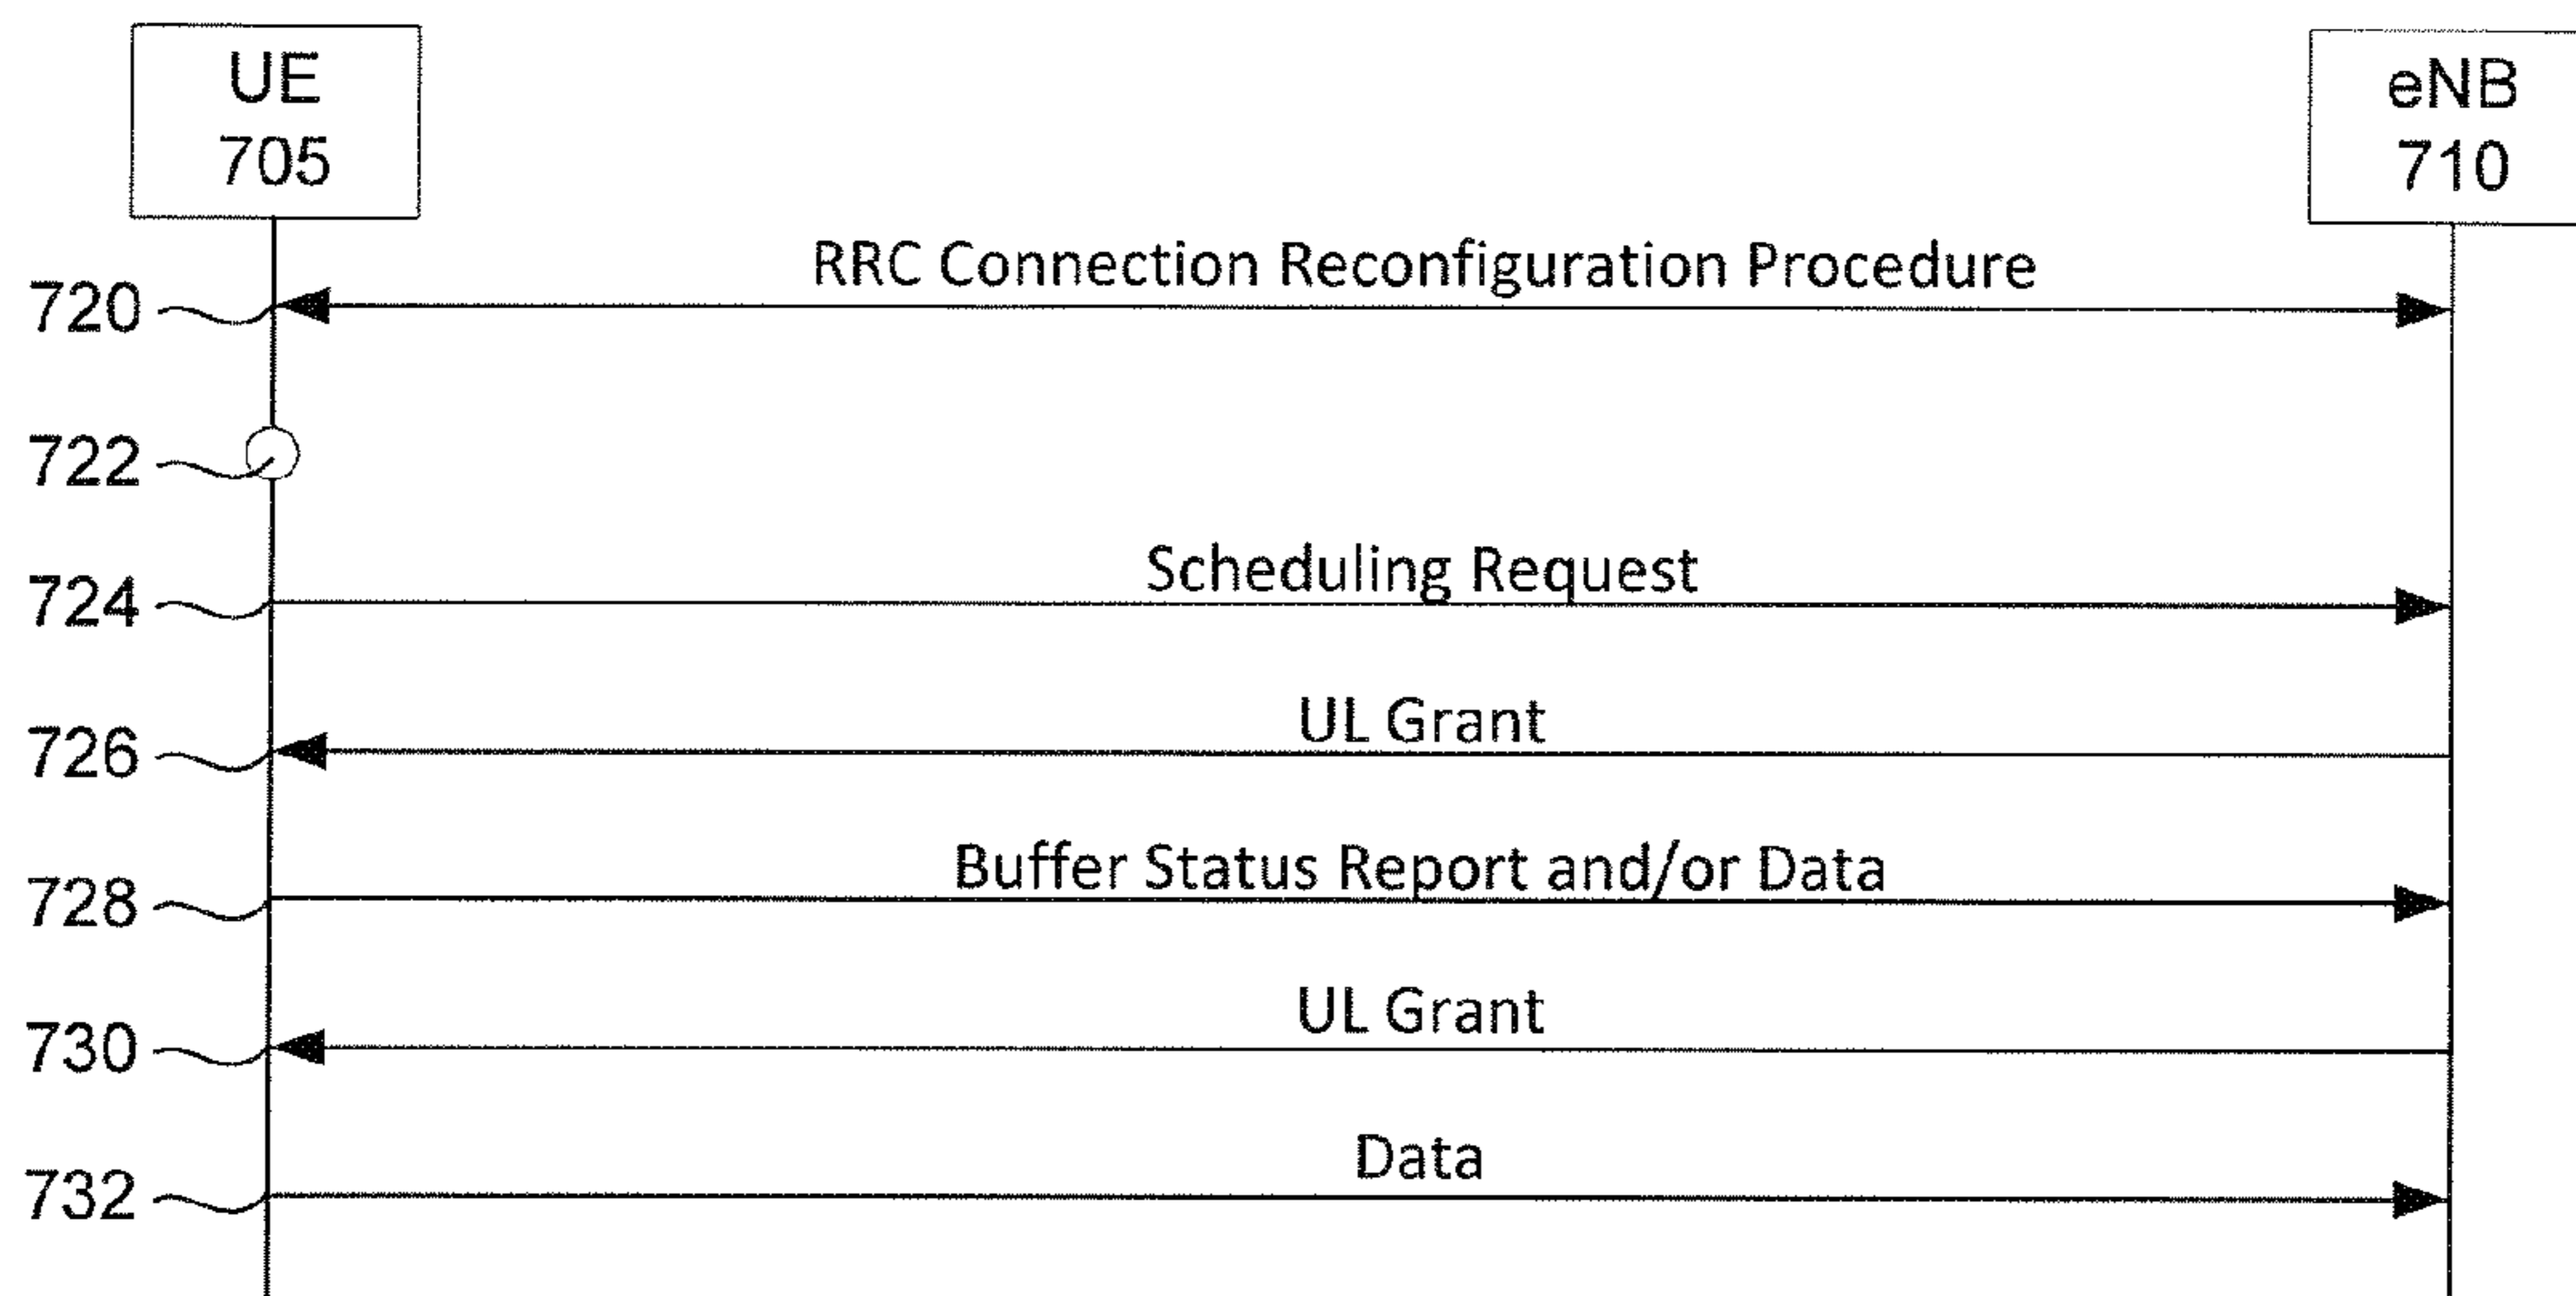 UE
705
eNB
710
RRC Connection Reconfiguration Procedure
720
722
Scheduling Request
724
UL Grant
726
Buffer Status Report and/or Data
728
UL Grant
730
Data
732